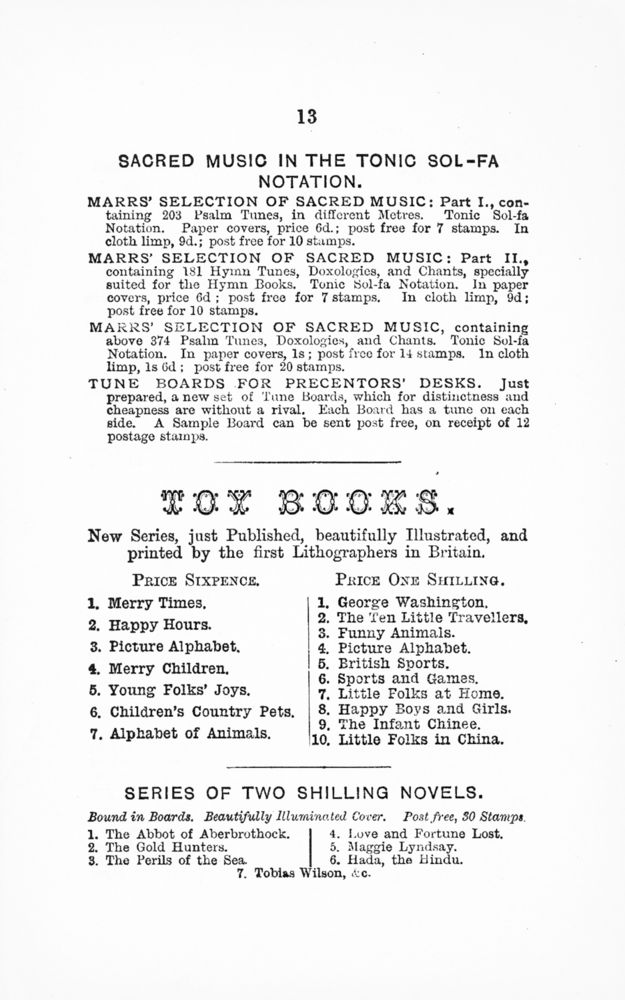 13
SACRED MUSIC IN THE TONIC SOL-FA
NOTATION.
MARRS' SELECTION OF SACRED MUSIC: Part I., con-
taining 203 Psalm Tunes, in different Metres. Tonic Sol-fa
Notation. Paper covers, price 6d.; post free for 7 stamps. In
cloth limp, 9d.; post free for 10 stamps.
MARRS' SELECTION OF SACRED MUSIC: Part II.,
containing 181 Hymn Tunes, Doxologies, and Chants, specially
suited for the Hymn Books. Tonic Sol-fa Notation. In paper
covers, price 6d; post free for 7 stamps. In cloth limp, 9d;
post free for 10 stamps.
MARRS' SELECTION OF SACRED MUSIC, containing
above 374 Psalm Tunes, Doxologies, and Chants. Tonic Sol-fa
Notation. In paper covers, 1s; post free for 14 stamps. In cloth
limp, 1s 6d; post free for 20 stamps.
TUNE BOARDS FOR PRECENTORS' DESKS. Just
prepared, a new set of Tune Boards, which for distinctness and
cheapness are without a rival. Each Board has a tune on each
side. A Sample Board can be sent post free, on receipt of 12
postage stamps.
TOY BOOKS.
New Series, just Published, beautifully Illustrated, and
printed by the first Lithographers in Britain.
PRICE SIXPENCE.
1. Merry Times.
2. Happy Hours.
3. Picture Alphabet.
4. Merry Children.
5. Young Folks' Joys.
6. Children's Country Pets.
7. Alphabet of Animals.
PRICE ONE SHILLING.
1. George Washington.
2. The Ten Little Travellers.
3. Funny Animals.
4. Picture Alphabet.
5. British Sports.
6. Sports and Games.
7. Little Folks at Home.
8. Happy Boys and Girls.
9. The Infant Chinee.
10. Little Folks in China.
SERIES OF TWO SHILLING NOVELS.
Bound in Boards. Beautifully Illuminated Cover. Post free, 30 Stamps.
1. The Abbot of Aberbrothock.
2. The Gold Hunters.
3. The Perils of the Sea.
4. Love and Fortune Lost.
5. Maggie Lyndsay.
6. Hada, the Hindu.
7. Tobias Wilson, &c.